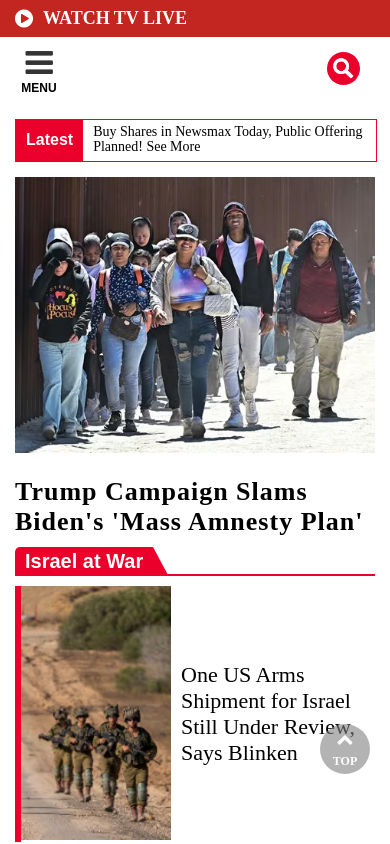 WATCH TV LIVE
MENU
Latest
Buy Shares in Newsmax Today, Public Offering
Planned! See More
HOCUS
POCUS
Trump Campaign Slams
Biden's 'Mass Amnesty Plan'
Israel at War
One US Arms
Shipment for Israel
Still Under Review,
Says Blinken
TOP